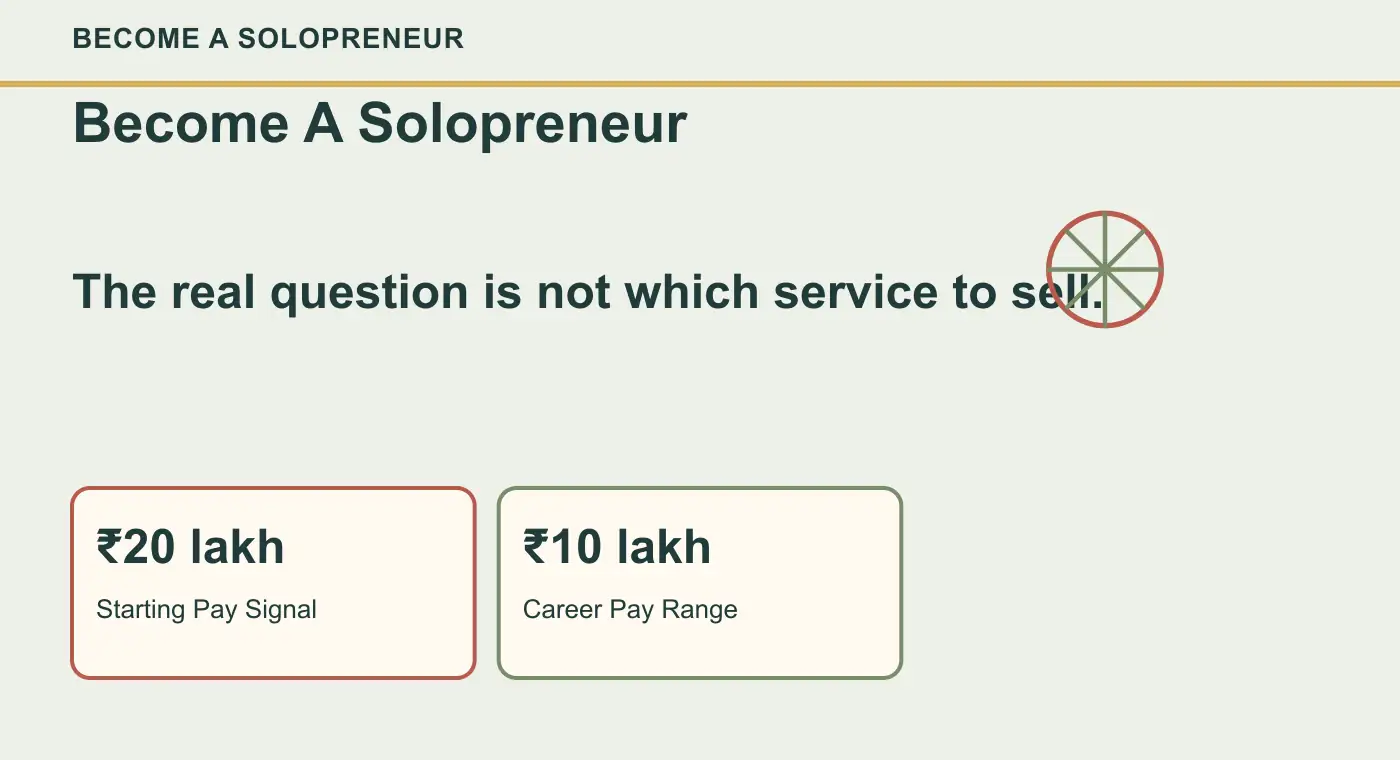 BECOME A SOLOPRENEUR
Become A Solopreneur
The real question is not which service to sell.
₹20 lakh
Starting Pay Signal
₹10 lakh
Career Pay Range